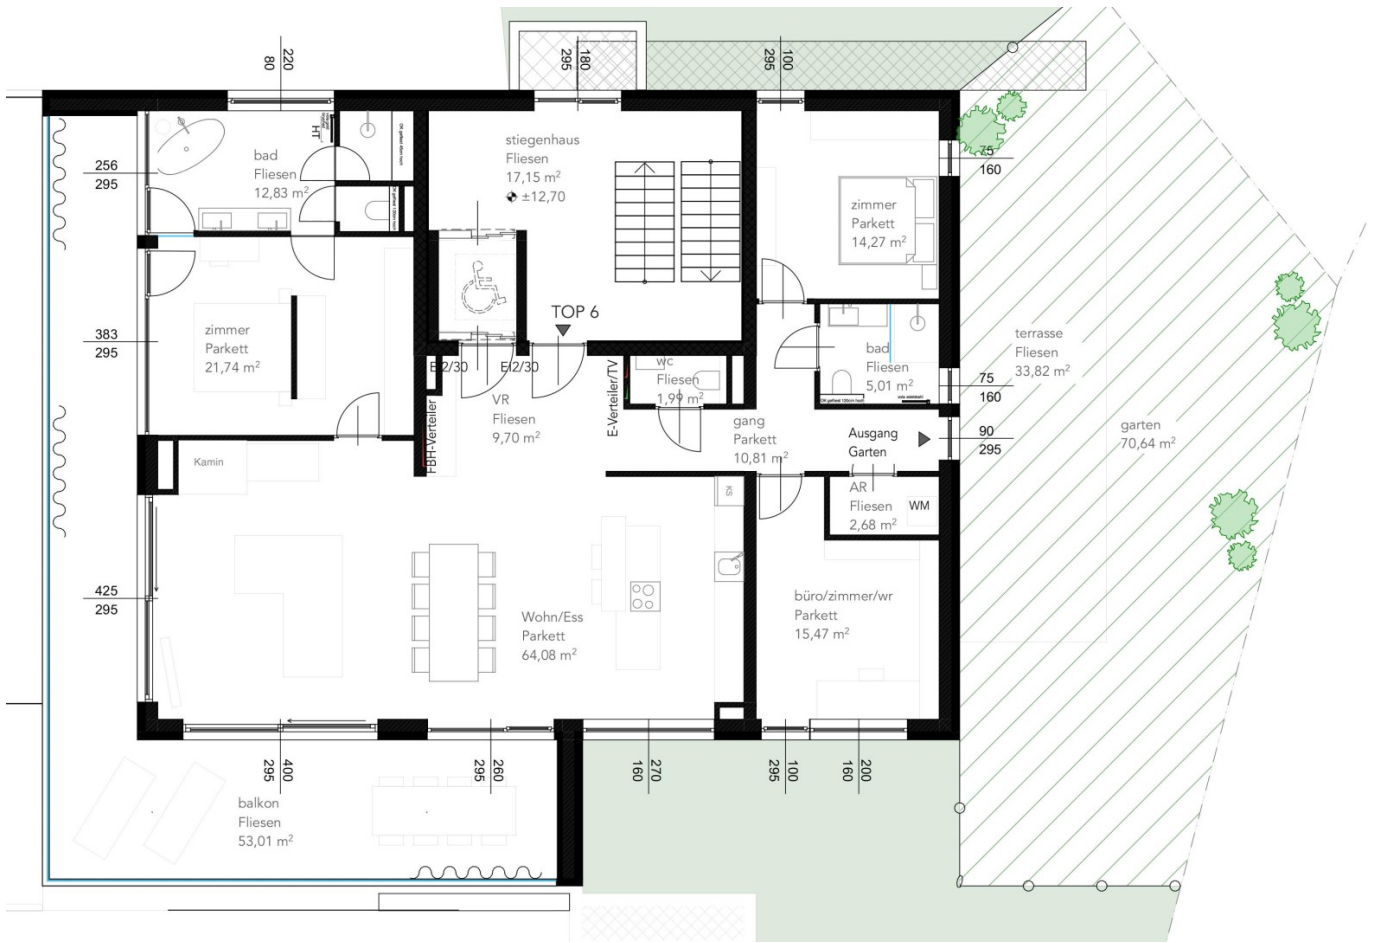 220
80
180
295
100
295
256
295
bad
Fliesen
12,83 m²
HT
stiegenhaus
Fliesen
17,15 m²
±12,70
zimmer
Parkett
14,27 m²
75
160
383
295
zimmer
Parkett
21,74 m²
TOP 6
EI2/30
EI2/30
VR
Fliesen
9,70 m²
FBH-Verteiler
E-Verteiler/TV
wc
Fliesen
1,99 m²
bad
Fliesen
5,01 m²
75
160
terrasse
Fliesen
33,82 m²
gang
Parkett
10,81 m²
Ausgang
Garten
90
295
garten
70,64 m²
Kamin
KS
AR
Fliesen
2,68 m²
WM
425
295
Wohn/Ess
Parkett
64,08 m²
büro/zimmer/wr
Parkett
15,47 m²
400
295
260
295
270
160
100
295
200
160
balkon
Fliesen
53,01 m²